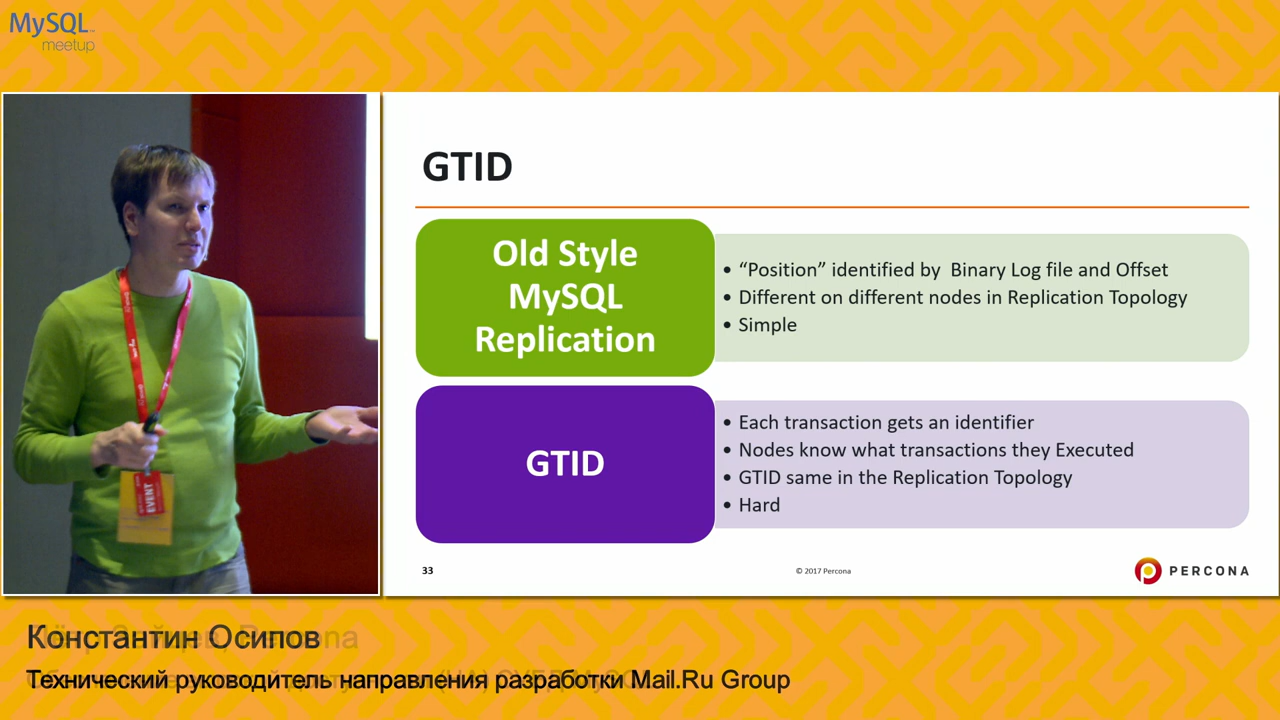 MySQL
meetup
GTID
Old Style
MySQL
Replication
• “Position” identified by Binary Log file and Offset
• Different on different nodes in Replication Topology
• Simple
GTID
• Each transaction gets an identifier
• Nodes know what transactions they Executed
• GTID same in the Replication Topology
• Hard
33
© 2017 Percona
PERCONA
EVENT
Константин Осипов
Технический руководитель направления разработки Mail.Ru Group